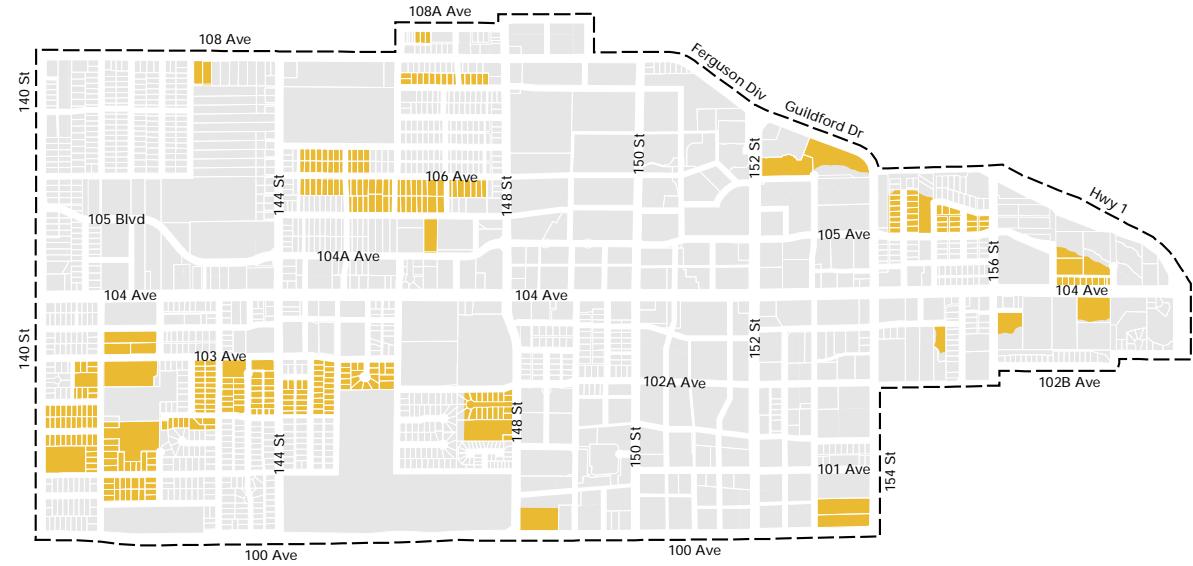 108A Ave
108 Ave
Ferguson Div
140 St
Guildford Dr
150 St
152 St
106 Ave
144 St
148 St
Hwy 1
105 Blvd
105 Ave
104A Ave
156 St
104 Ave
104 Ave
104 Ave
140 St
152 St
103 Ave
102A Ave
102B Ave
148 St
144 St
150 St
101 Ave
154 St
100 Ave
100 Ave